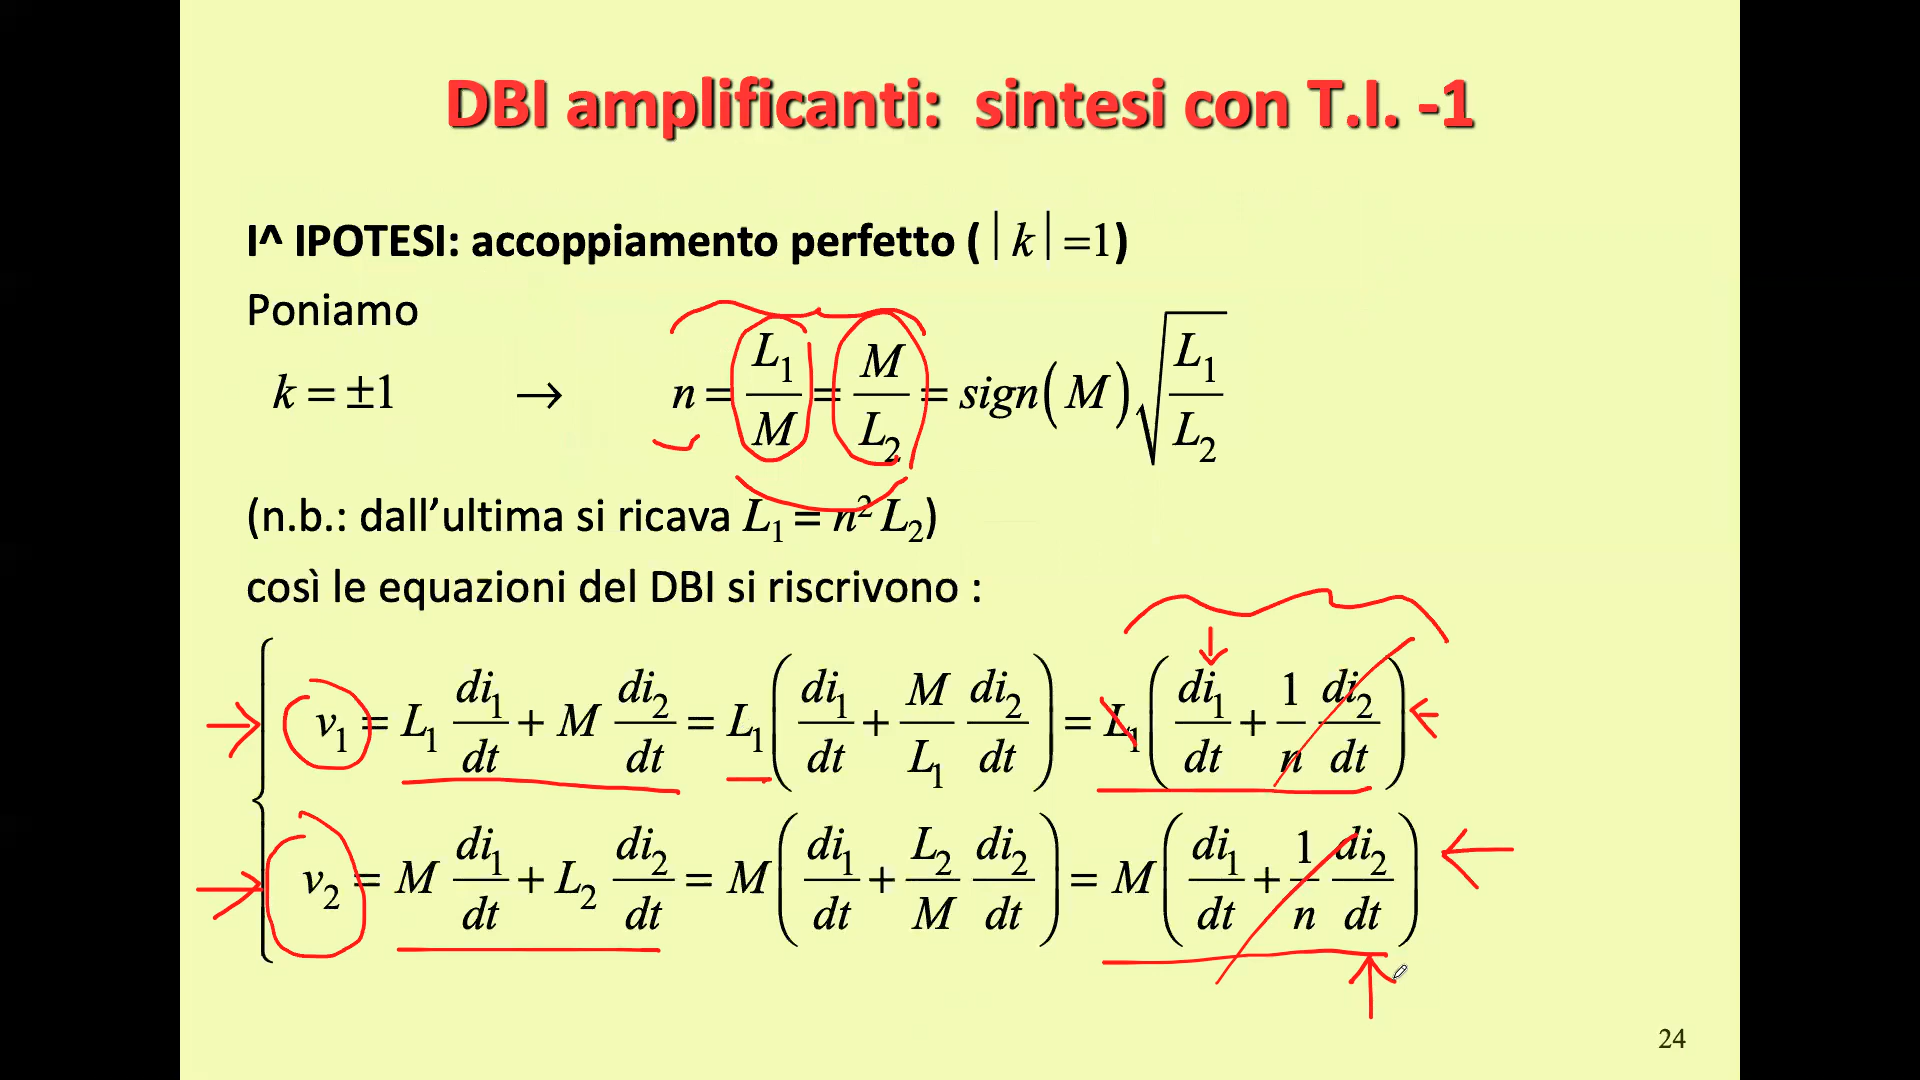 DBI amplificanti: sintesi con T.I. -1
I^ IPOTESI: accoppiamento perfetto (|k|=1)
Poniamo
k = ±1 → n = L₁/M = M/L₂ = sign(M)√(L₁/L₂)
(n.b.: dall’ultima si ricava L₁ = n² L₂)
così le equazioni del DBI si riscrivono :
v₁ = L₁ di₁/dt + M di₂/dt = L₁(di₁/dt + M/L₁ di₂/dt) = L₁(di₁/dt + 1/n di₂/dt)
v₂ = M di₁/dt + L₂ di₂/dt = M(di₁/dt + L₂/M di₂/dt) = M(di₁/dt + 1/n di₂/dt)
24